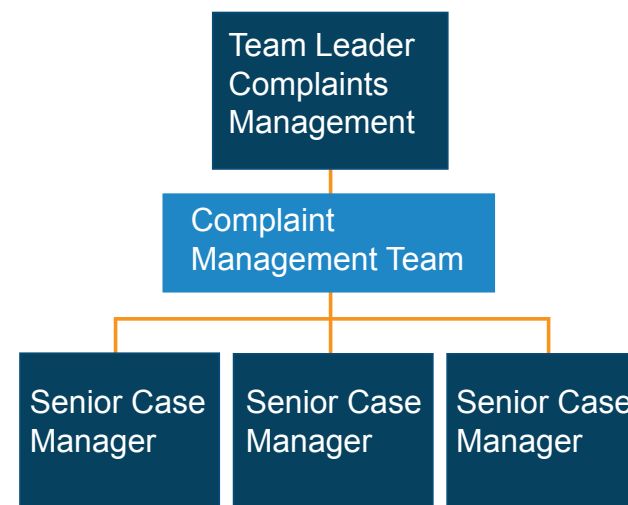 Team Leader
Complaints
Management
Complaint
Management Team
Senior Case
Manager
Senior Case
Manager
Senior Case
Manager